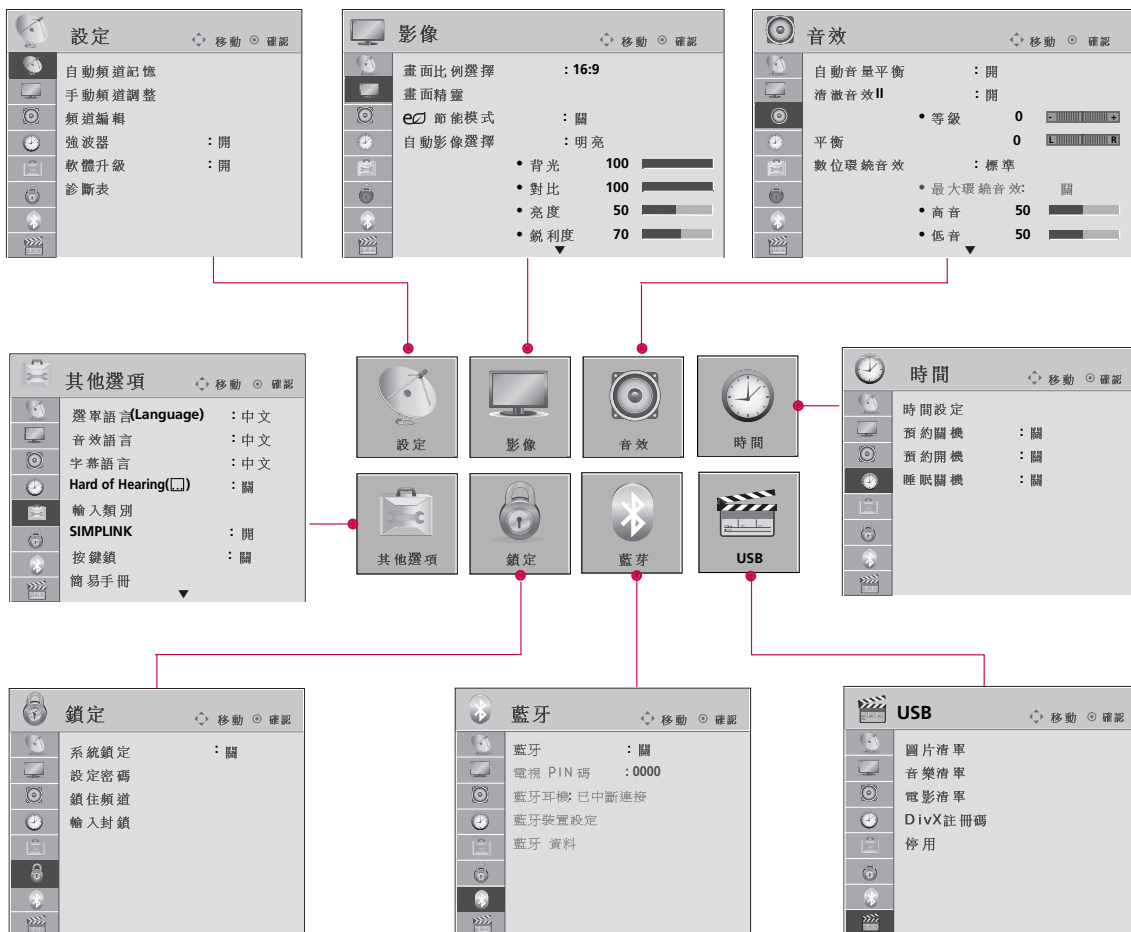 設定 移動 ◉ 確認
自動頻道記憶
手動頻道調整
頻道編輯
強波器 : 開
軟體升級 : 開
診斷表
影像 移動 ◉ 確認
畫面比例選擇 : 16:9
畫面精靈
eco 節能模式 : 關
自動影像選擇 : 明亮
• 背光 100
• 對比 100
• 亮度 50
• 銳利度 70
▼
音效 移動 ◉ 確認
自動音量平衡 : 開
清澈音效II : 開
• 等級 0 - +
平衡 0 L R
數位環繞音效 : 標準
• 最大環繞音效: 關
• 高音 50
• 低音 50
▼
其他選項 移動 ◉ 確認
選單語言(Language) : 中文
音效語言 : 中文
字幕語言 : 中文
Hard of Hearing( ) : 關
輸入類別
SIMPLINK : 開
按鍵鎖 : 關
簡易手冊
▼
設定
影像
音效
時間
其他選項
鎖定
藍芽
USB
時間 移動 ◉ 確認
時間設定
預約關機 : 關
預約開機 : 關
睡眠關機 : 關
鎖定 移動 ◉ 確認
系統鎖定 : 關
設定密碼
鎖住頻道
輸入封鎖
藍牙 移動 ◉ 確認
藍牙 : 關
電視 PIN 碼 : 0000
藍牙耳機: 已中斷連接
藍牙裝置設定
藍牙 資料
USB 移動 ◉ 確認
圖片清單
音樂清單
電影清單
DivX註冊碼
停用